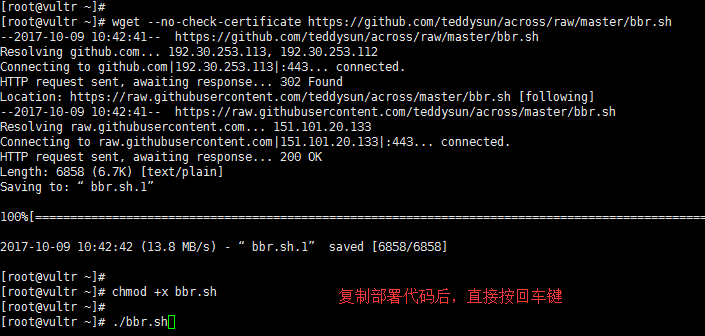 [root@vultr ~]#
[root@vultr ~]# wget --no-check-certificate https://github.com/teddysun/across/raw/master/bbr.sh
--2017-10-09 10:42:41--  https://github.com/teddysun/across/raw/master/bbr.sh
Resolving github.com... 192.30.253.113, 192.30.253.112
Connecting to github.com|192.30.253.113|:443... connected.
HTTP request sent, awaiting response... 302 Found
Location: https://raw.githubusercontent.com/teddysun/across/master/bbr.sh [following]
--2017-10-09 10:42:41--  https://raw.githubusercontent.com/teddysun/across/master/bbr.sh
Resolving raw.githubusercontent.com... 151.101.20.133
Connecting to raw.githubusercontent.com|151.101.20.133|:443... connected.
HTTP request sent, awaiting response... 200 OK
Length: 6858 (6.7K) [text/plain]
Saving to: “ bbr.sh.1”
100%[================================================================================================
2017-10-09 10:42:42 (13.8 MB/s) - “ bbr.sh.1”  saved [6858/6858]
[root@vultr ~]#
[root@vultr ~]# chmod +x bbr.sh
复制部署代码后，直接按回车键
[root@vultr ~]#
[root@vultr ~]# ./bbr.sh